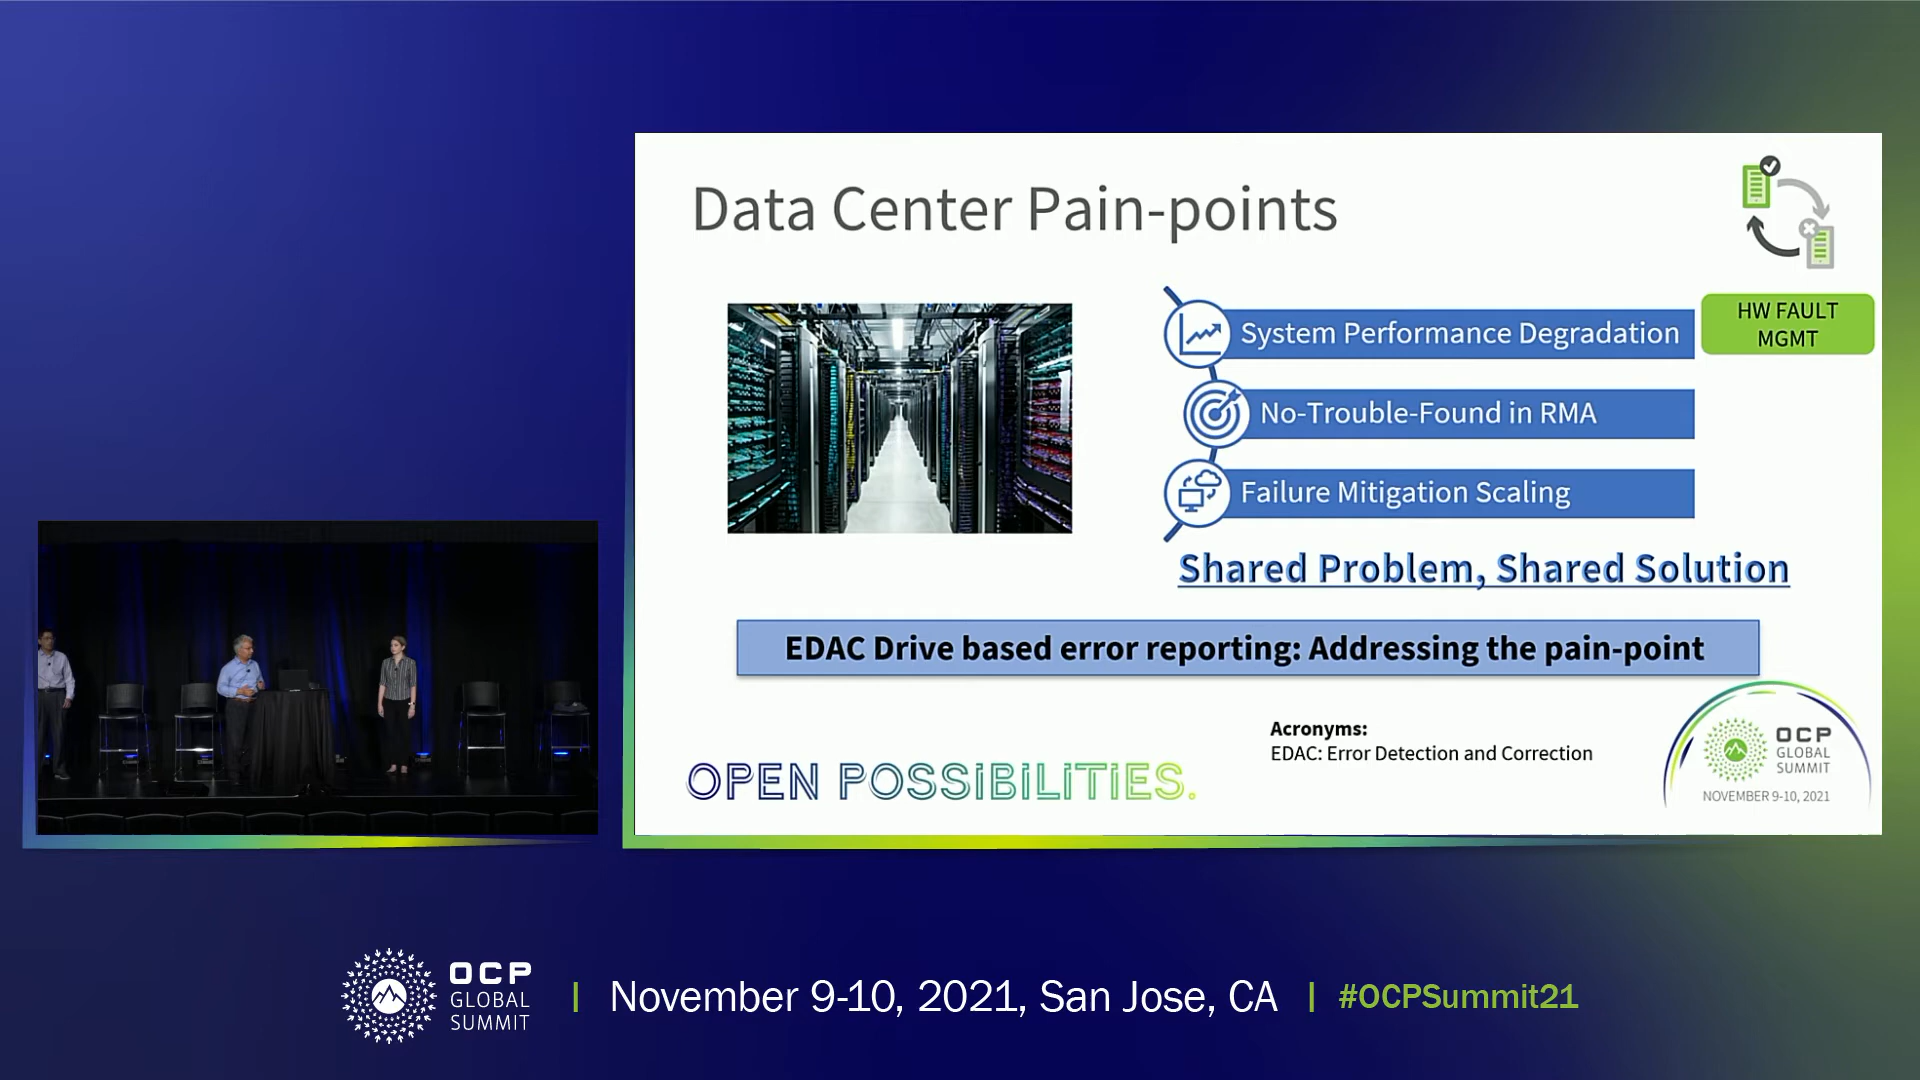 Data Center Pain-points
HW FAULT
MGMT
System Performance Degradation
No-Trouble-Found in RMA
Failure Mitigation Scaling
Shared Problem, Shared Solution
EDAC Drive based error reporting: Addressing the pain-point
Acronyms:
EDAC: Error Detection and Correction
OPEN POSSIBILITIES.
OCP
GLOBAL
SUMMIT
NOVEMBER 9-10, 2021
OCP
GLOBAL
SUMMIT
| November 9-10, 2021, San Jose, CA | #OCPSummit21